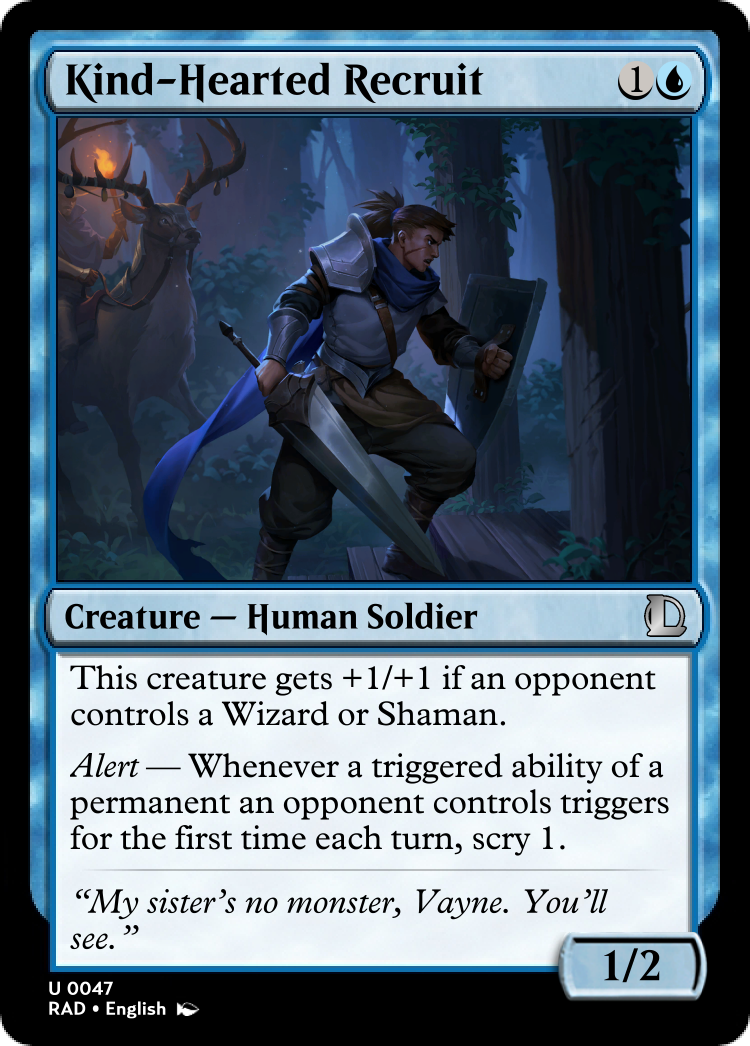 Kind-Hearted Recruit 1
Creature — Human Soldier
This creature gets +1/+1 if an opponent
controls a Wizard or Shaman.
Alert — Whenever a triggered ability of a
permanent an opponent controls triggers
for the first time each turn, scry 1.
“My sister’s no monster, Vayne. You’ll
see.”
1/2
U 0047
RAD • English